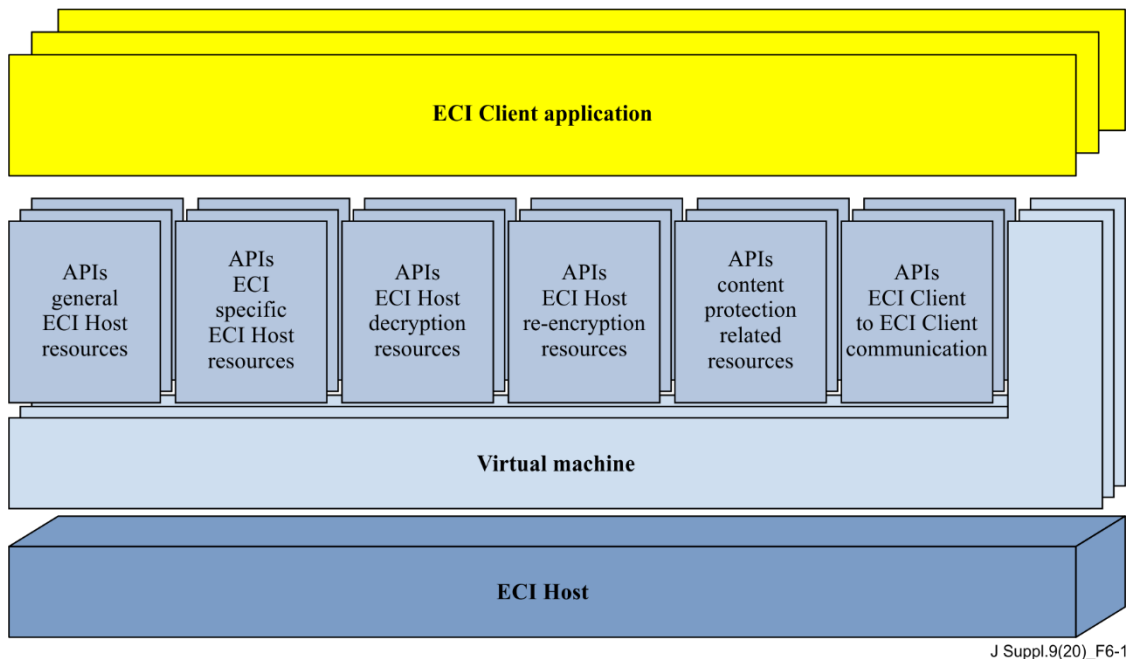 ECI Client application
APIs
general
ECI Host
resources
APIs
ECI
specific
ECI Host
resources
APIs
ECI Host
decryption
resources
APIs
ECI Host
re-encryption
resources
APIs
content
protection
related
resources
APIs
ECI Client
to ECI Client
communication
Virtual machine
ECI Host
J Suppl.9(20)_F6-1